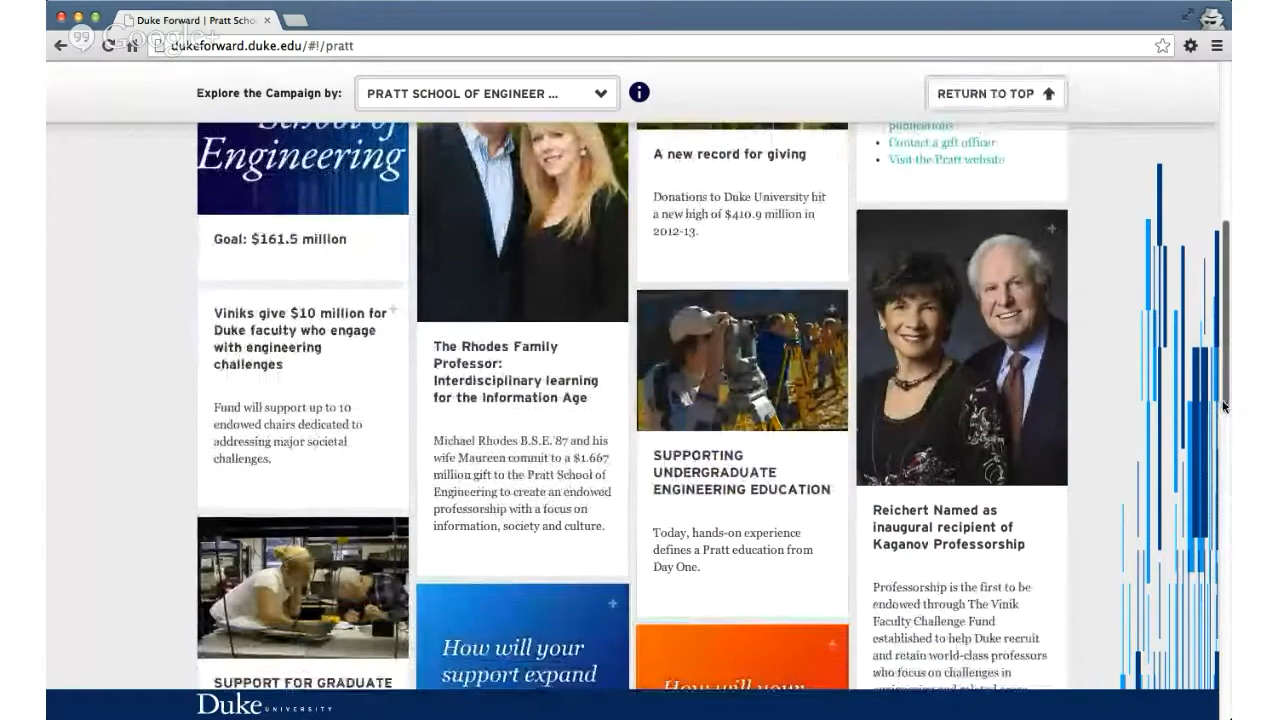 Duke Forward | Pratt Scho
Google+
dukeforward.duke.edu/#!/pratt
Explore the Campaign by:
PRATT SCHOOL OF ENGINEER ...
i
RETURN TO TOP
School of
Engineering
Goal: $161.5 million
Viniks give $10 million for
Duke faculty who engage
with engineering
challenges
Fund will support up to 10
endowed chairs dedicated to
addressing major societal
challenges.
SUPPORT FOR GRADUATE
The Rhodes Family
Professor:
Interdisciplinary learning
for the Information Age
Michael Rhodes B.S.E.'87 and his
wife Maureen commit to a $1.667
million gift to the Pratt School of
Engineering to create an endowed
professorship with a focus on
information, society and culture.
How will your
support expand
A new record for giving
Donations to Duke University hit
a new high of $410.9 million in
2012-13.
SUPPORTING
UNDERGRADUATE
ENGINEERING EDUCATION
Today, hands-on experience
defines a Pratt education from
Day One.
How will your
publications
Contact a gift officer
Visit the Pratt website
Reichert Named as
inaugural recipient of
Kaganov Professorship
Professorship is the first to be
endowed through The Vinik
Faculty Challenge Fund
established to help Duke recruit
and retain world-class professors
who focus on challenges in
engineering and related areas
Duke UNIVERSITY